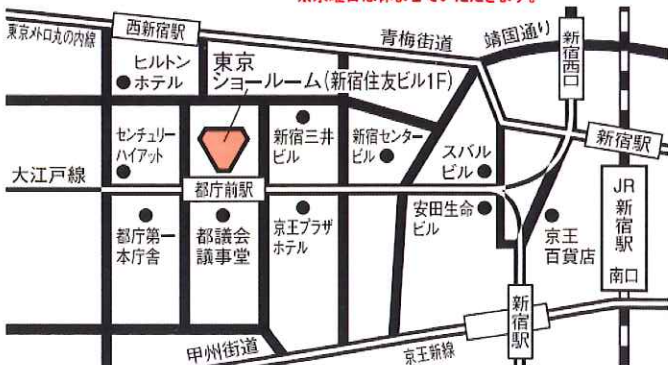 東京メトロ丸の内線
西新宿駅
青梅街道
靖国通り
新宿西口
ヒルトン
ホテル
東京
ショールーム(新宿住友ビル1F)
センチュリー
ハイアット
新宿三井
ビル
新宿センター
ビル
スバル
ビル
新宿駅
大江戸線
都庁前駅
JR
新宿駅
南口
都庁第一
本庁舎
都議会
議事堂
京王プラザ
ホテル
安田生命
ビル
京王
百貨店
新宿駅
甲州街道
京王新線